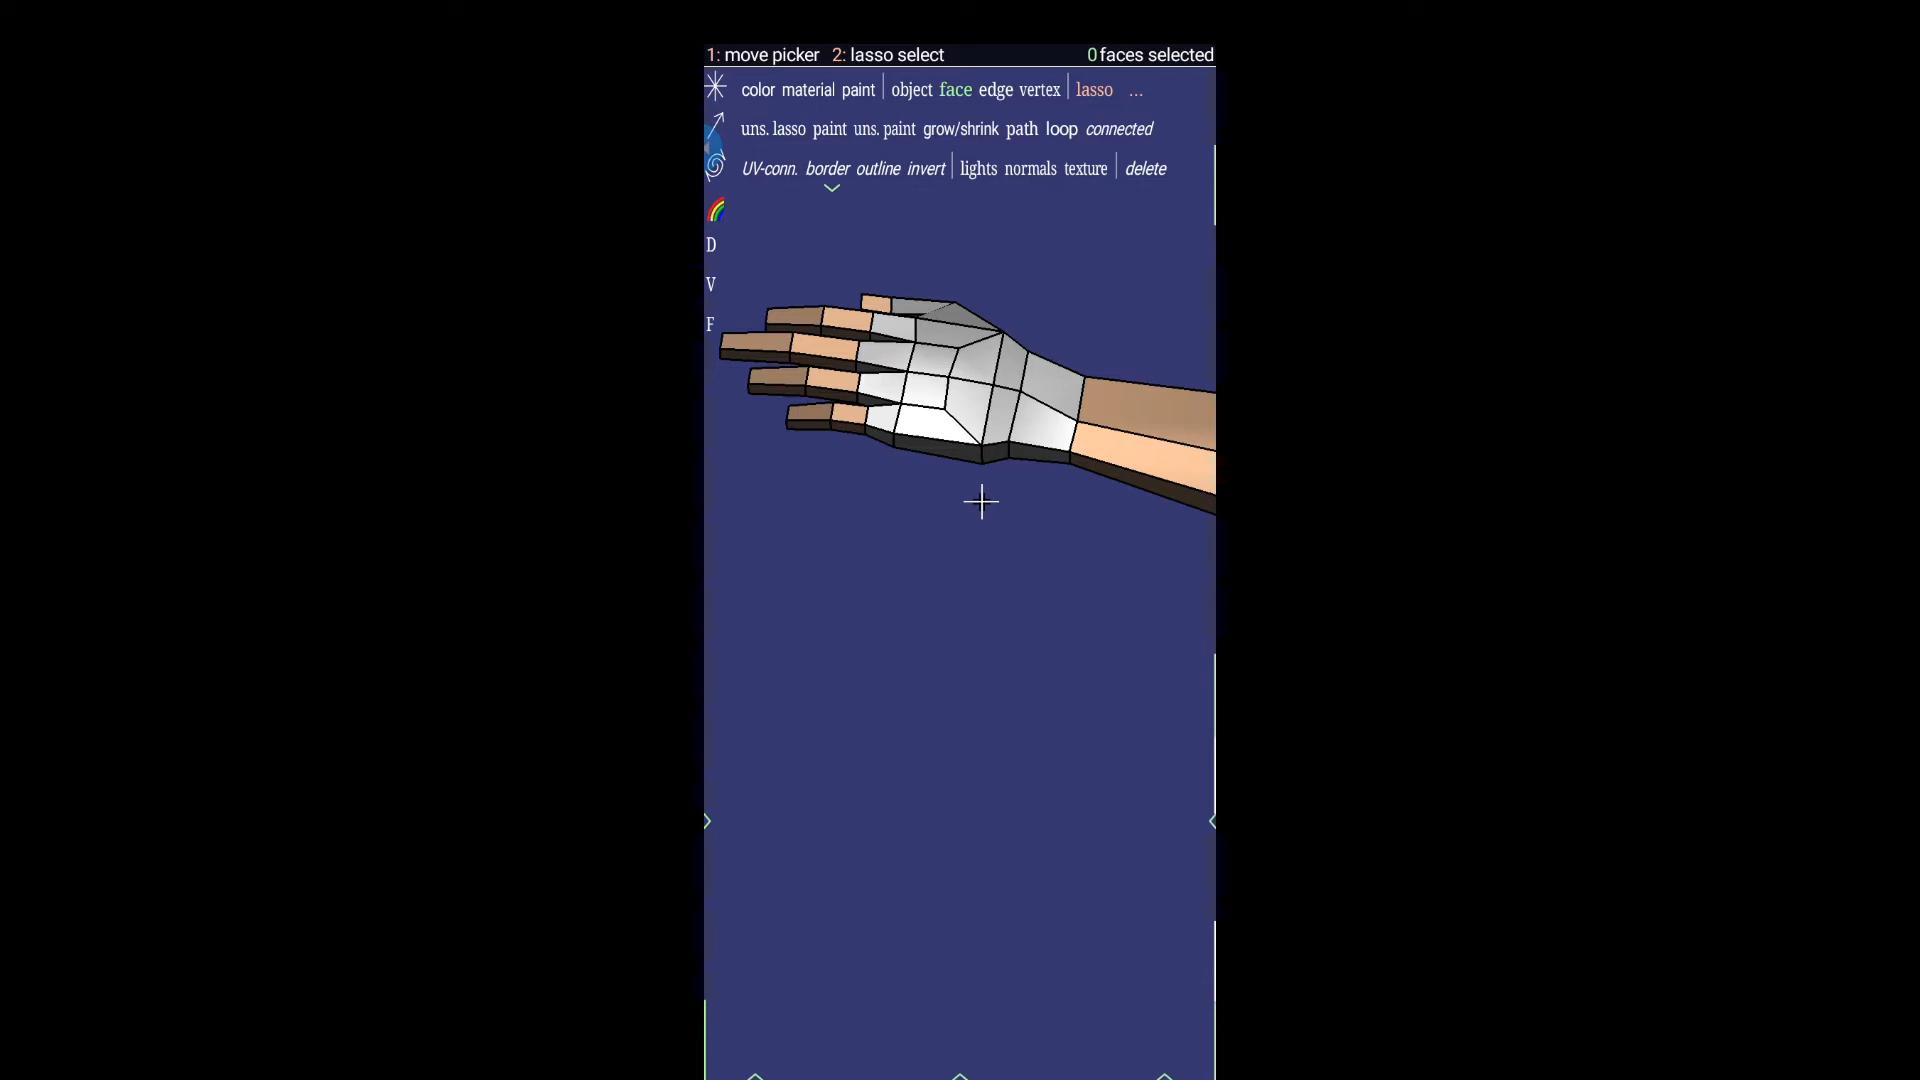 1: move picker 2: lasso select 0 faces selected
color material paint object face edge vertex lasso ...
uns. lasso paint uns. paint grow/shrink path loop connected
UV-conn. border outline invert lights normals texture delete
D
V
F